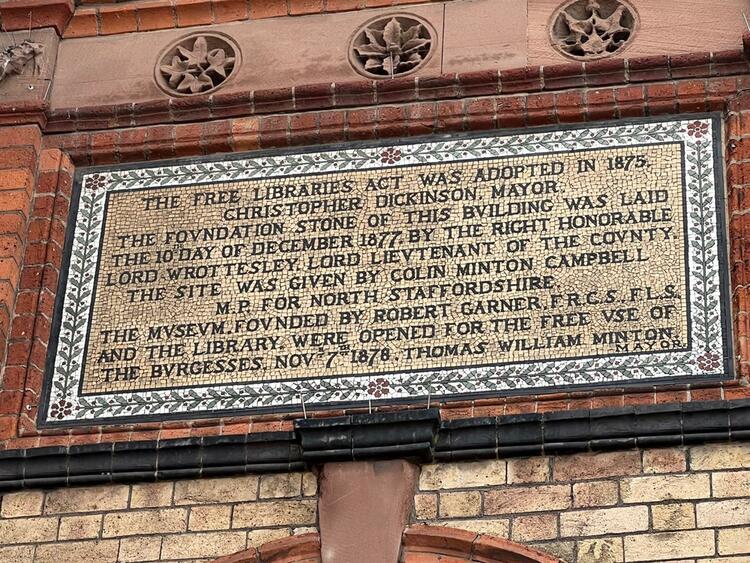 THE FREE LIBRARIES ACT WAS ADOPTED IN 1875.
CHRISTOPHER DICKINSON, MAYOR.
THE FOVNDATION STONE OF THIS BVILDING WAS LAID
THE 10TH DAY OF DECEMBER 1877, BY THE RIGHT HONORABLE
LORD WROTTESLEY, LORD LIEVTENANT OF THE COVNTY.
THE SITE WAS GIVEN BY COLIN MINTON CAMPBELL
M.P. FOR NORTH STAFFORDSHIRE.
THE MVSEVM, FOVNDED BY ROBERT GARNER, F.R.C.S., F.L.S.,
AND THE LIBRARY, WERE OPENED FOR THE FREE VSE OF
THE BVRGESSES, NOVR 7TH 1878. THOMAS WILLIAM MINTON,
MAYOR